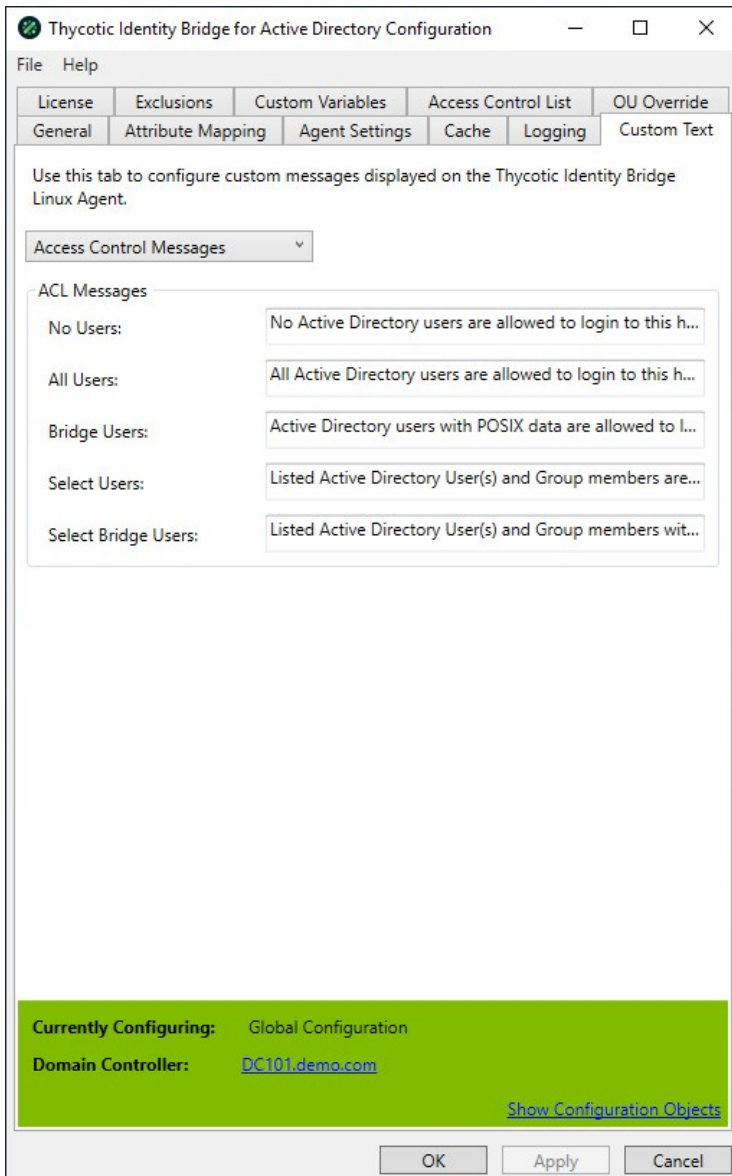 Thycotic Identity Bridge for Active Directory Configuration
File Help
License Exclusions Custom Variables Access Control List OU Override
General Attribute Mapping Agent Settings Cache Logging Custom Text
Use this tab to configure custom messages displayed on the Thycotic Identity Bridge
Linux Agent.
Access Control Messages
ACL Messages
No Users: No Active Directory users are allowed to login to this h...
All Users: All Active Directory users are allowed to login to this h...
Bridge Users: Active Directory users with POSIX data are allowed to l...
Select Users: Listed Active Directory User(s) and Group members are...
Select Bridge Users: Listed Active Directory User(s) and Group members wit...
Currently Configuring: Global Configuration
Domain Controller: DC101.demo.com
Show Configuration Objects
OK Apply Cancel